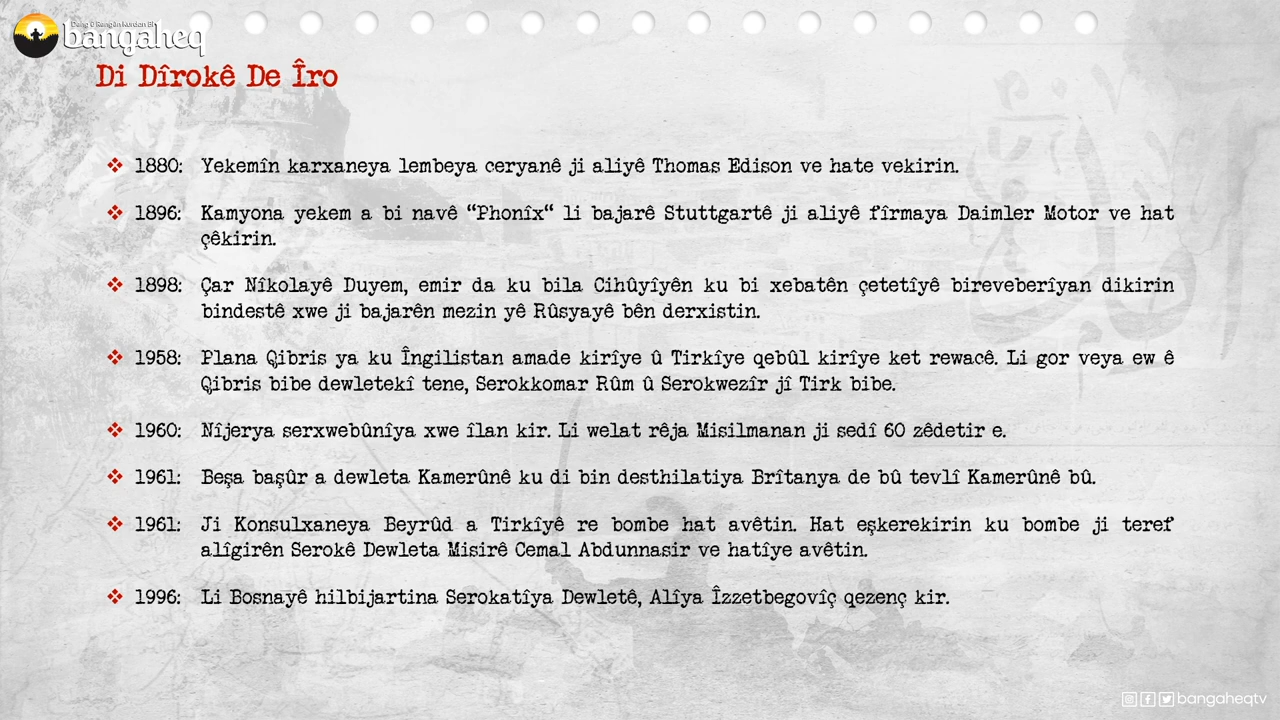 Deng û Rengên Kurdan Bî
bangaheq
Di Dîrokê De Îro
❖ 1880: Yekemîn karxaneya lembeya ceryanê ji aliyê Thomas Edison ve hate vekirin.
❖ 1896: Kamyona yekem a bi navê “Phonîx“ li bajarê Stuttgartê ji aliyê fîrmaya Daimler Motor ve hat
çêkirin.
❖ 1898: Çar Nîkolayê Duyem, emir da ku bila Cihûyîyên ku bi xebatên çetetîyê bireveberîyan dikirin
bindestê xwe ji bajarên mezin yê Rûsyayê bên derxistin.
❖ 1958: Plana Qibris ya ku Îngilistan amade kirîye û Tirkîye qebûl kirîye ket rewacê. Li gor veya ew ê
Qibris bibe dewletekî tene, Serokkomar Rûm û Serokwezîr jî Tirk bibe.
❖ 1960: Nîjerya serxwebûnîya xwe îlan kir. Li welat rêja Misilmanan ji sedî 60 zêdetir e.
❖ 1961: Beşa başûr a dewleta Kamerûnê ku di bin desthilatiya Brîtanya de bû tevlî Kamerûnê bû.
❖ 1961: Ji Konsulxaneya Beyrûd a Tirkîyê re bombe hat avêtin. Hat eşkerekirin ku bombe ji teref
alîgirên Serokê Dewleta Misirê Cemal Abdunnasir ve hatîye avêtin.
❖ 1996: Li Bosnayê hilbijartina Serokatîya Dewletê, Alîya Îzzetbegovîç qezenç kir.
bangaheqtv